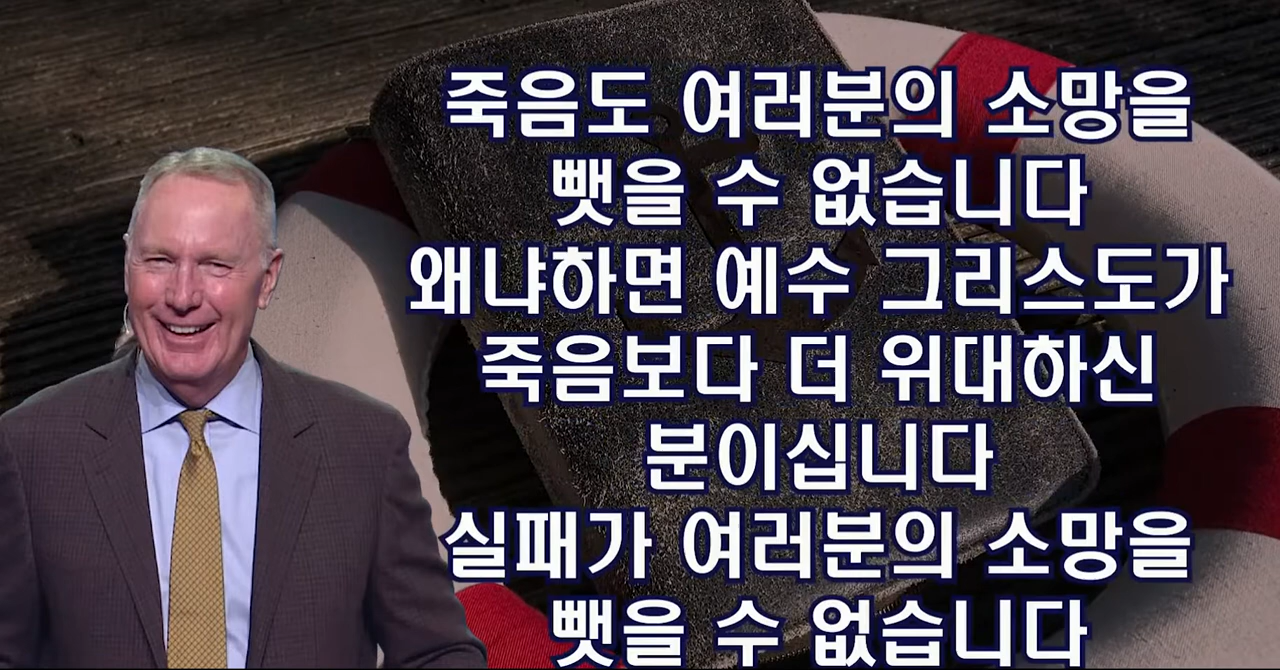 죽음도 여러분의 소망을
뺏을 수 없습니다
왜냐하면 예수 그리스도가
죽음보다 더 위대하신
분이십니다
실패가 여러분의 소망을
뺏을 수 없습니다